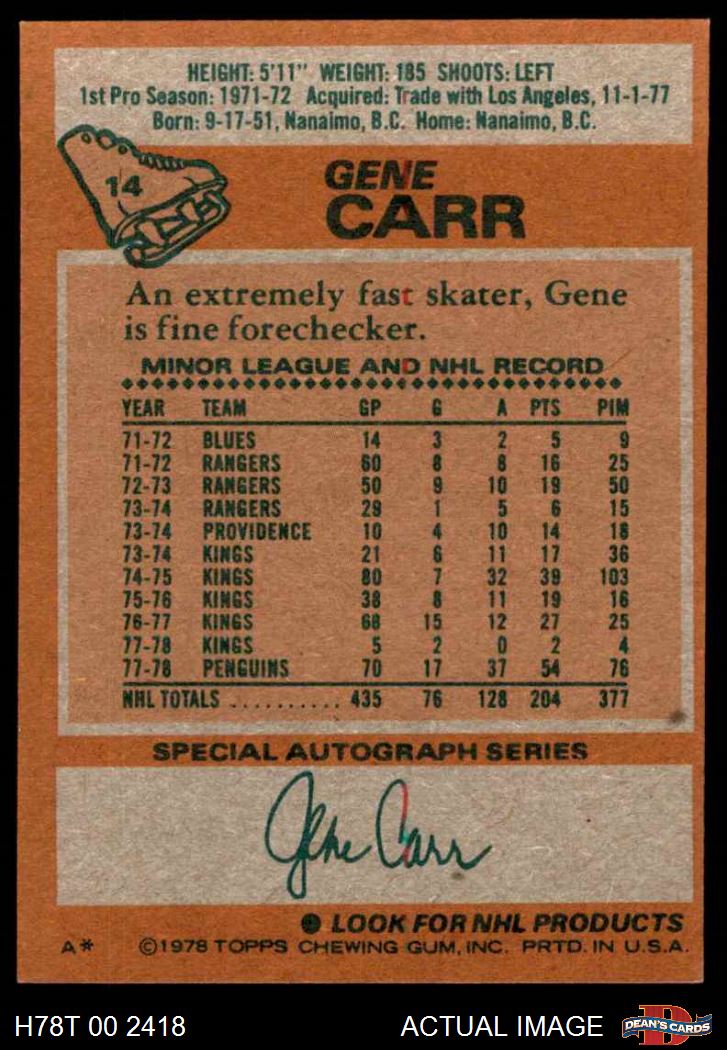 HEIGHT: 5'11" WEIGHT: 185 SHOOTS: LEFT
1st Pro Season: 1971-72 Acquired: Trade with Los Angeles, 11-1-77
Born: 9-17-51, Nanaimo, B.C. Home: Nanaimo, B.C.
14
GENE
CARR
An extremely fast skater, Gene
is fine forechecker.
MINOR LEAGUE AND NHL RECORD
YEAR TEAM GP G A PTS PIM
71-72 BLUES 14 3 2 5 9
71-72 RANGERS 60 8 8 16 25
72-73 RANGERS 50 9 10 19 50
73-74 RANGERS 29 1 5 6 15
73-74 PROVIDENCE 10 4 10 14 18
73-74 KINGS 21 6 11 17 36
74-75 KINGS 80 7 32 39 103
75-76 KINGS 38 8 11 19 16
76-77 KINGS 68 15 12 27 25
77-78 KINGS 5 2 0 2 4
77-78 PENGUINS 70 17 37 54 76
NHL TOTALS .......... 435 76 128 204 377
SPECIAL AUTOGRAPH SERIES
Gene Carr
● LOOK FOR NHL PRODUCTS
A* ©1978 TOPPS CHEWING GUM, INC. PRTD. IN U.S.A.
H78T 00 2418 ACTUAL IMAGE D DEAN'S CARDS